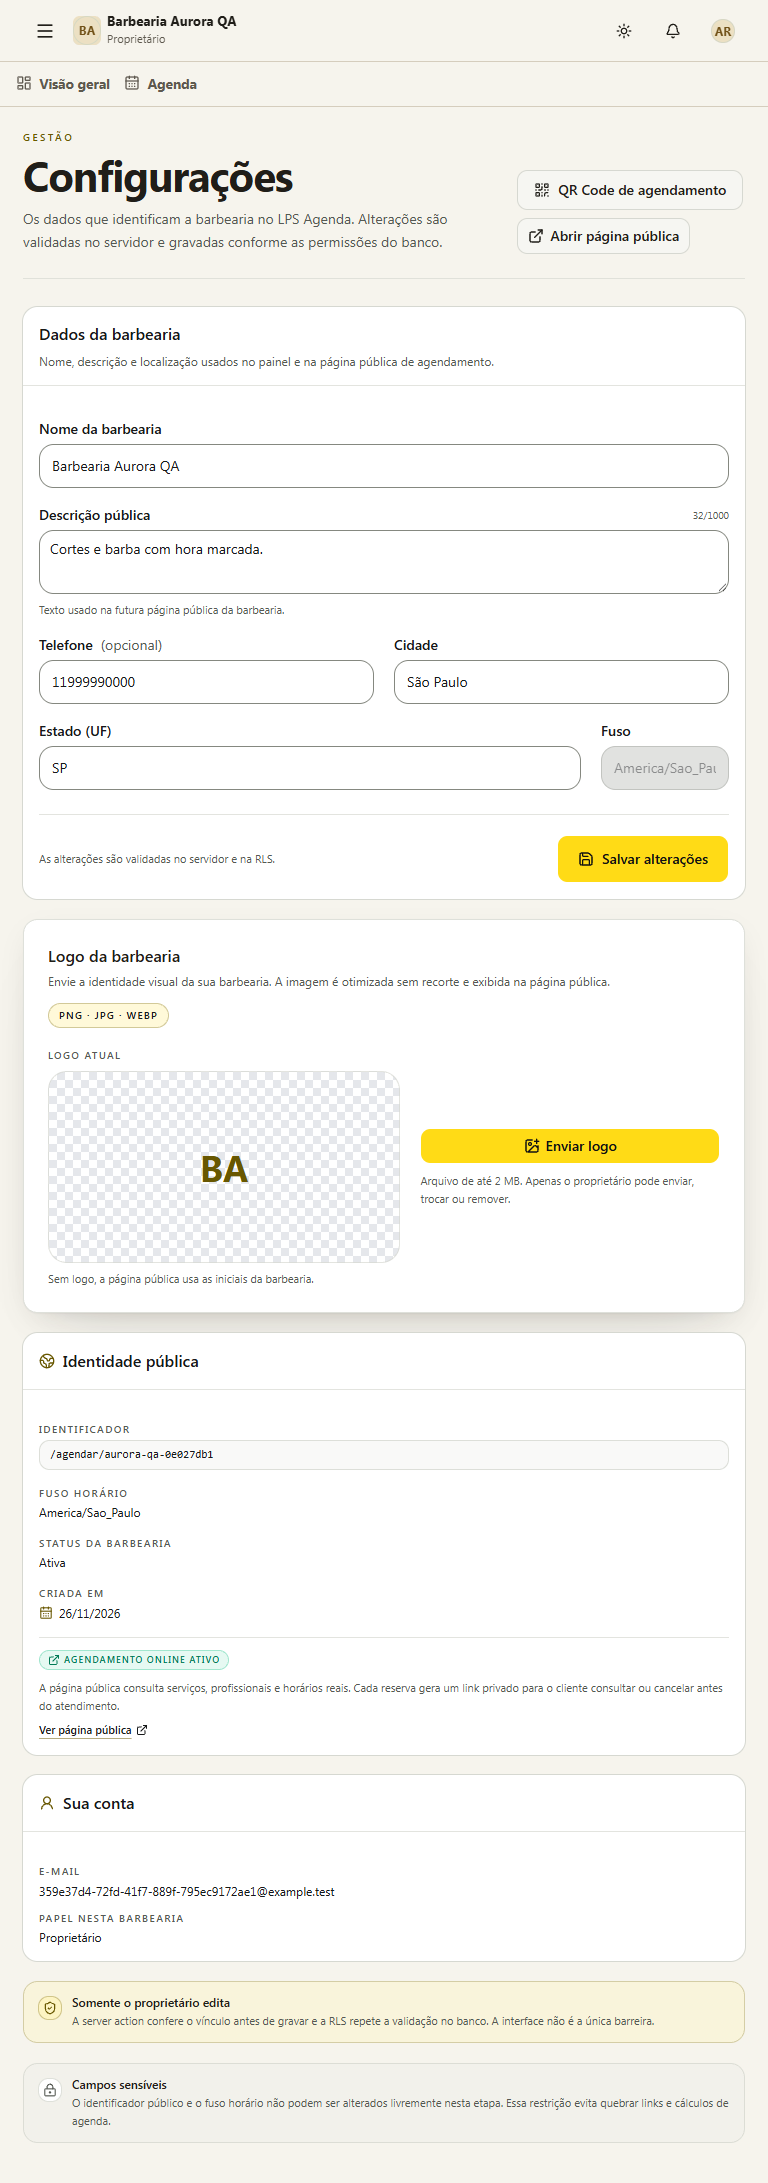 BA
Barbearia Aurora QA
Proprietário
AR
Visão geral
Agenda
GESTÃO
Configurações
Os dados que identificam a barbearia no LPS Agenda. Alterações são
validadas no servidor e gravadas conforme as permissões do banco.
QR Code de agendamento
Abrir página pública
Dados da barbearia
Nome, descrição e localização usados no painel e na página pública de agendamento.
Nome da barbearia
Barbearia Aurora QA
Descrição pública
32/1000
Cortes e barba com hora marcada.
Texto usado na futura página pública da barbearia.
Telefone (opcional)
Cidade
11999990000
São Paulo
Estado (UF)
Fuso
SP
America/Sao_Pau
As alterações são validadas no servidor e na RLS.
Salvar alterações
Logo da barbearia
Envie a identidade visual da sua barbearia. A imagem é otimizada sem recorte e exibida na página pública.
PNG · JPG · WEBP
LOGO ATUAL
BA
Enviar logo
Arquivo de até 2 MB. Apenas o proprietário pode enviar,
trocar ou remover.
Sem logo, a página pública usa as iniciais da barbearia.
Identidade pública
IDENTIFICADOR
/agendar/aurora-qa-0e027db1
FUSO HORÁRIO
America/Sao_Paulo
STATUS DA BARBEARIA
Ativa
CRIADA EM
26/11/2026
AGENDAMENTO ONLINE ATIVO
A página pública consulta serviços, profissionais e horários reais. Cada reserva gera um link privado para o cliente consultar ou cancelar antes
do atendimento.
Ver página pública
Sua conta
E-MAIL
359e37d4-72fd-41f7-889f-795ec9172ae1@example.test
PAPEL NESTA BARBEARIA
Proprietário
Somente o proprietário edita
A server action confere o vínculo antes de gravar e a RLS repete a validação no banco. A interface não é a única barreira.
Campos sensíveis
O identificador público e o fuso horário não podem ser alterados livremente nesta etapa. Essa restrição evita quebrar links e cálculos de
agenda.